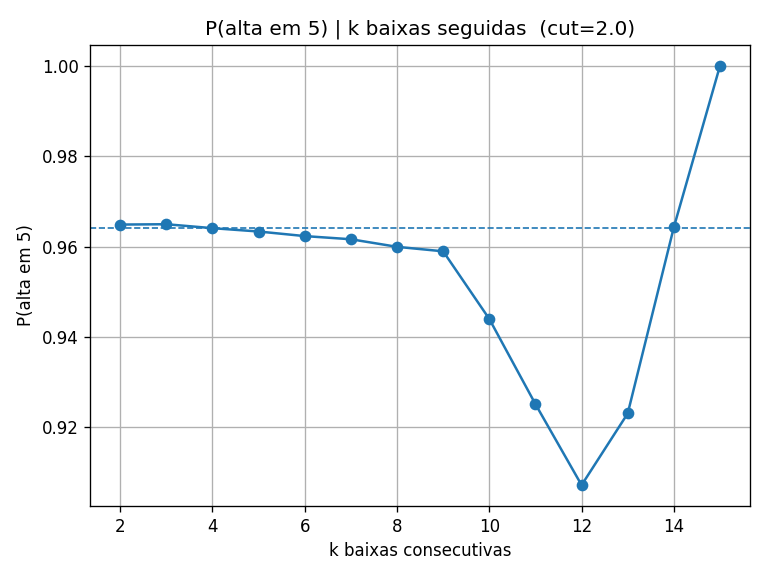 P(alta em 5) | k baixas seguidas  (cut=2.0)
P(alta em 5)
1.00
0.98
0.96
0.94
0.92
2 4 6 8 10 12 14
k baixas consecutivas